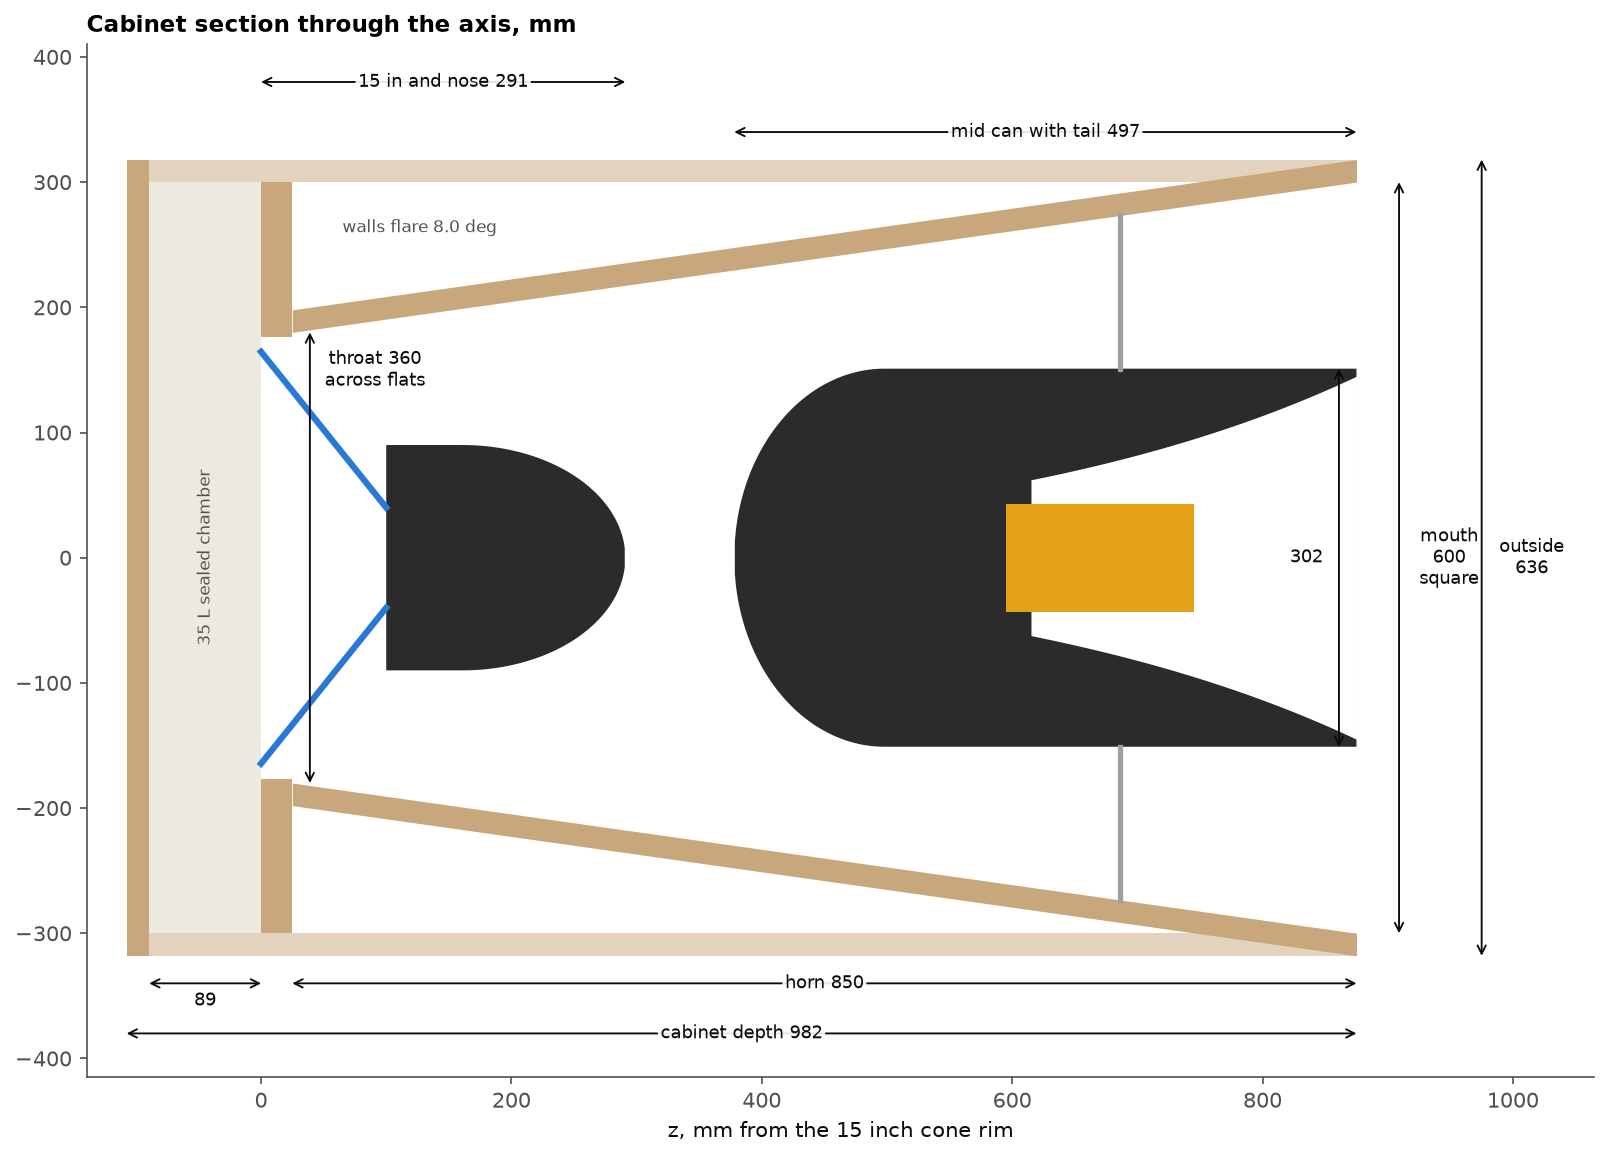 Cabinet section through the axis, mm
400
300
200
100
0
−100
−200
−300
−400
15 in and nose 291
mid can with tail 497
walls flare 8.0 deg
throat 360
across flats
35 L sealed chamber
302
mouth
600
square
outside
636
89
horn 850
cabinet depth 982
0
200
400
600
800
1000
z, mm from the 15 inch cone rim